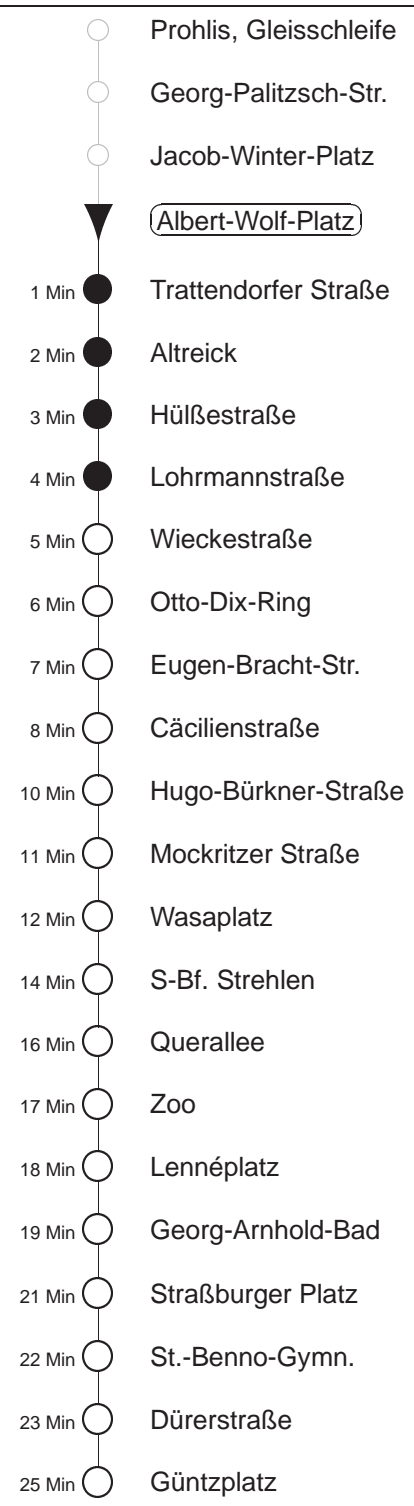 Prohlis, Gleisschleife
Georg-Palitzsch-Str.
Jacob-Winter-Platz
Albert-Wolf-Platz
1 Min Trattendorfer Straße
2 Min Altreick
3 Min Hülßestraße
4 Min Lohrmannstraße
5 Min Wieckestraße
6 Min Otto-Dix-Ring
7 Min Eugen-Bracht-Str.
8 Min Cäcilienstraße
10 Min Hugo-Bürkner-Straße
11 Min Mockritzer Straße
12 Min Wasaplatz
14 Min S-Bf. Strehlen
16 Min Querallee
17 Min Zoo
18 Min Lennéplatz
19 Min Georg-Arnhold-Bad
21 Min Straßburger Platz
22 Min St.-Benno-Gymn.
23 Min Dürerstraße
25 Min Güntzplatz